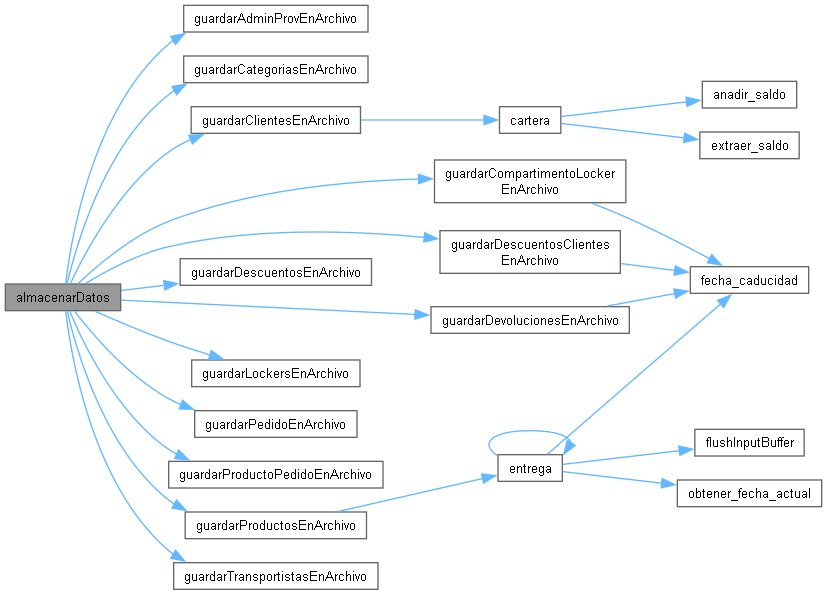 guardarAdminProvEnArchivo
guardarCategoriasEnArchivo
anadir_saldo
guardarClientesEnArchivo
cartera
extraer_saldo
guardarCompartimentoLocker
EnArchivo
guardarDescuentosClientes
EnArchivo
guardarDescuentosEnArchivo
fecha_caducidad
almacenarDatos
guardarDevolucionesEnArchivo
guardarLockersEnArchivo
guardarPedidoEnArchivo
flushInputBuffer
guardarProductoPedidoEnArchivo
entrega
obtener_fecha_actual
guardarProductosEnArchivo
guardarTransportistasEnArchivo